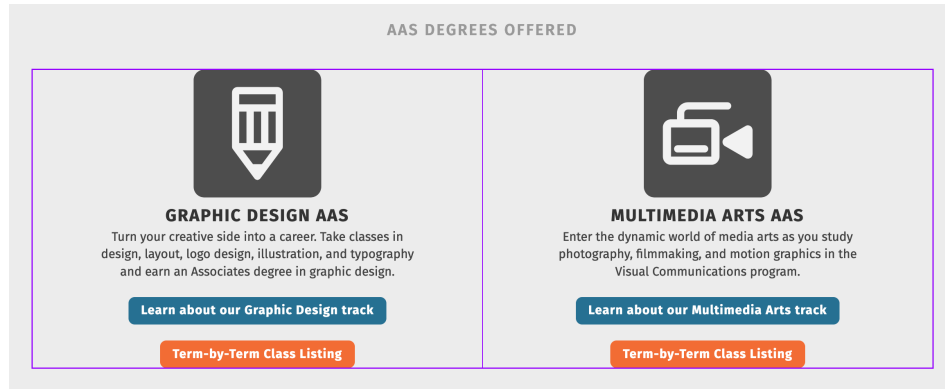 AAS DEGREES OFFERED
GRAPHIC DESIGN AAS
Turn your creative side into a career. Take classes in
design, layout, logo design, illustration, and typography
and earn an Associates degree in graphic design.
Learn about our Graphic Design track
Term-by-Term Class Listing
MULTIMEDIA ARTS AAS
Enter the dynamic world of media arts as you study
photography, filmmaking, and motion graphics in the
Visual Communications program.
Learn about our Multimedia Arts track
Term-by-Term Class Listing